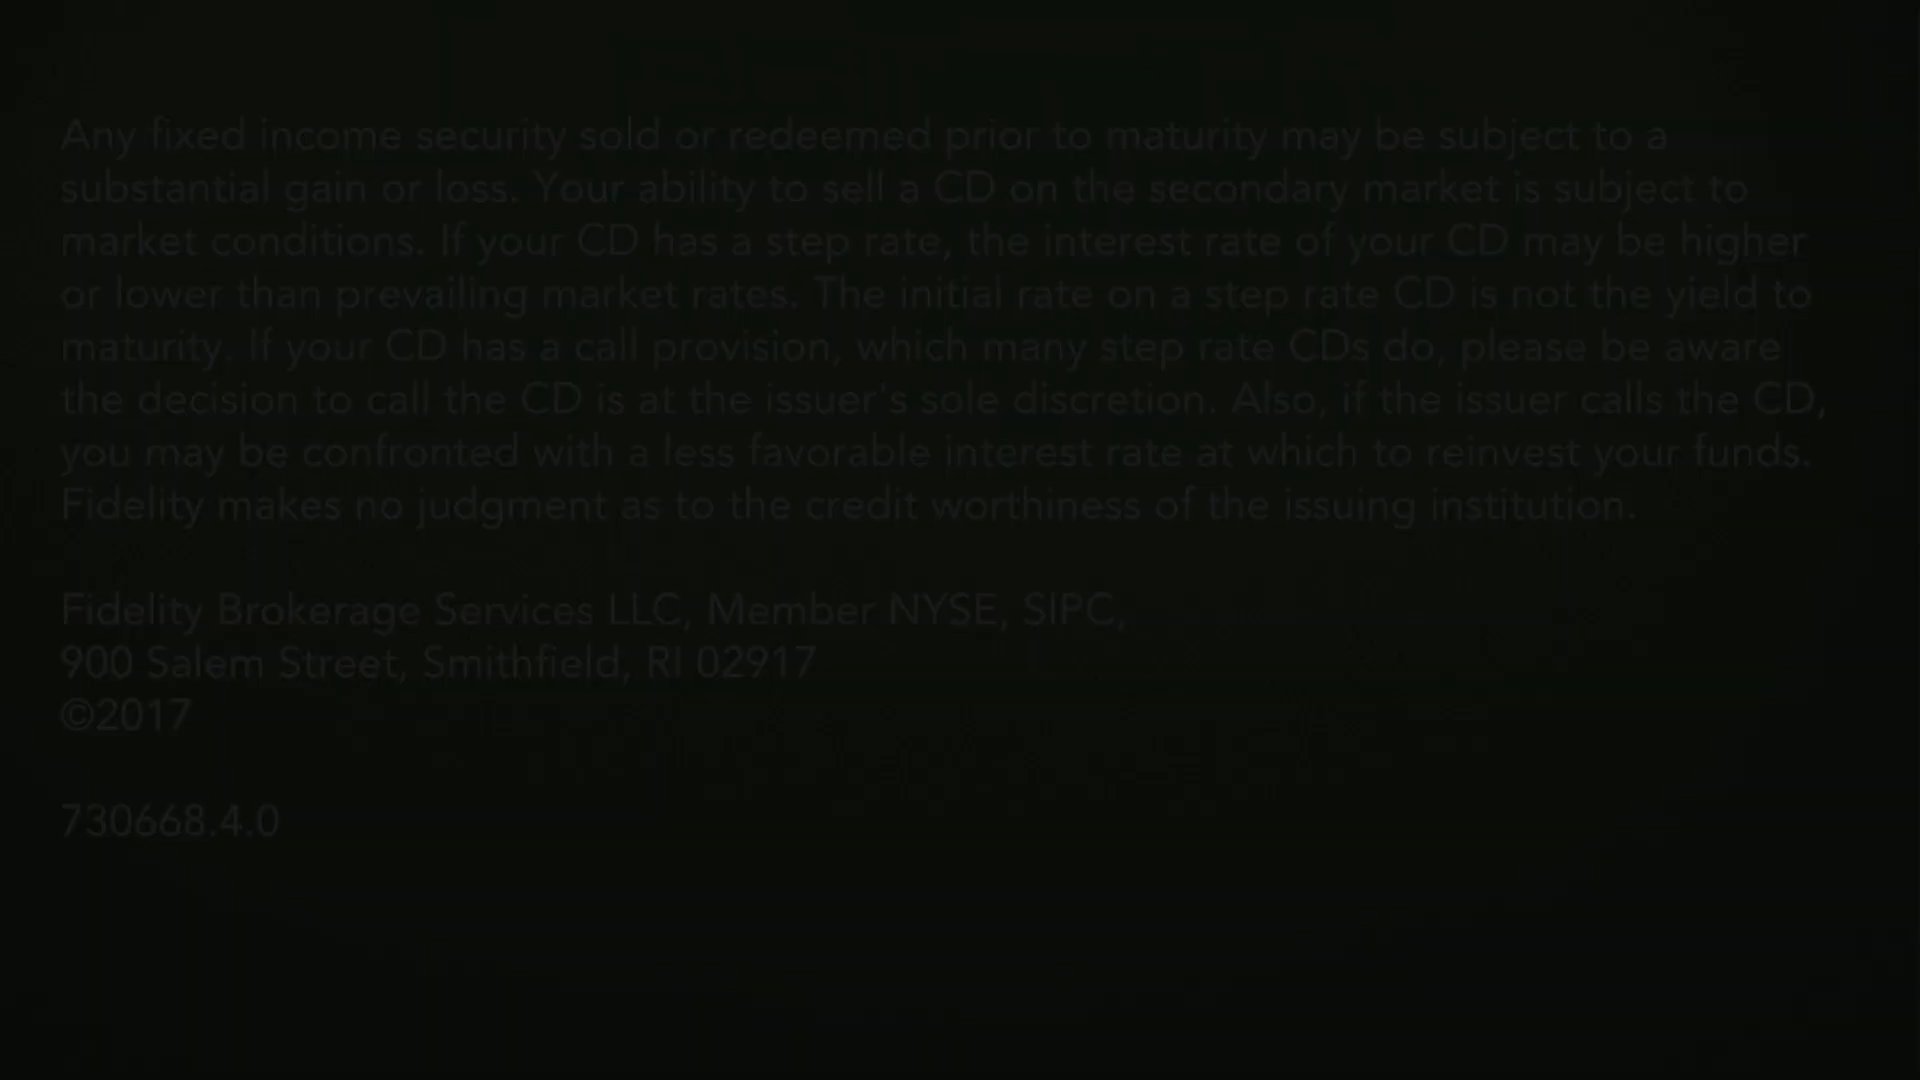 Any fixed income security sold or redeemed prior to maturity may be subject to a
substantial gain or loss. Your ability to sell a CD on the secondary market is subject to
market conditions. If your CD has a step rate, the interest rate of your CD may be higher
or lower than prevailing market rates. The initial rate on a step rate CD is not the yield to
maturity. If your CD has a call provision, which many step rate CDs do, please be aware
the decision to call the CD is at the issuer's sole discretion. Also, if the issuer calls the CD,
you may be confronted with a less favorable interest rate at which to reinvest your funds.
Fidelity makes no judgment as to the credit worthiness of the issuing institution.
Fidelity Brokerage Services LLC, Member NYSE, SIPC,
900 Salem Street, Smithfield, RI 02917
©2017
730668.4.0